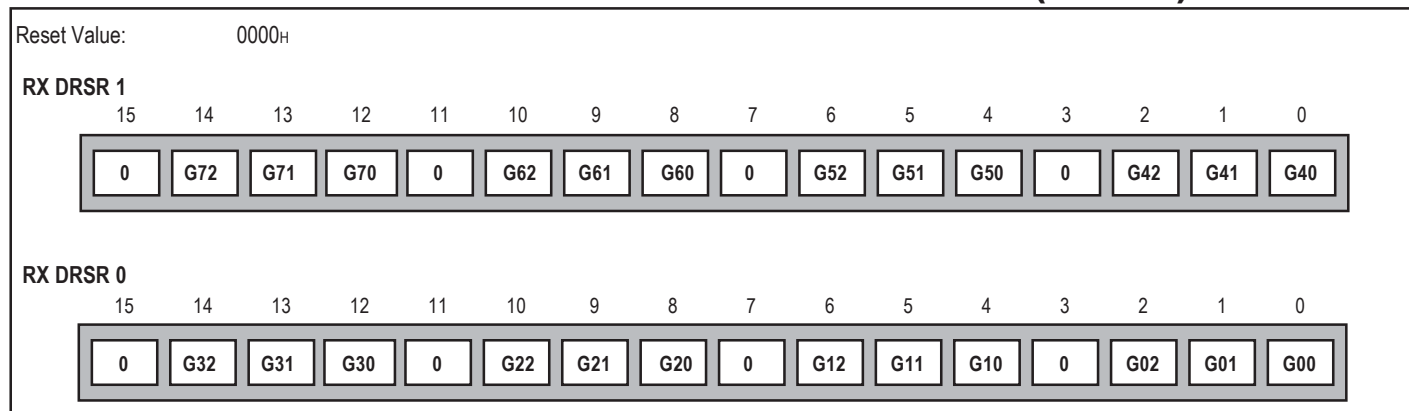 Reset Value: 0000H
RX DRSR 1
15 14 13 12 11 10 9 8 7 6 5 4 3 2 1 0
0 G72 G71 G70 0 G62 G61 G60 0 G52 G51 G50 0 G42 G41 G40
RX DRSR 0
15 14 13 12 11 10 9 8 7 6 5 4 3 2 1 0
0 G32 G31 G30 0 G22 G21 G20 0 G12 G11 G10 0 G02 G01 G00